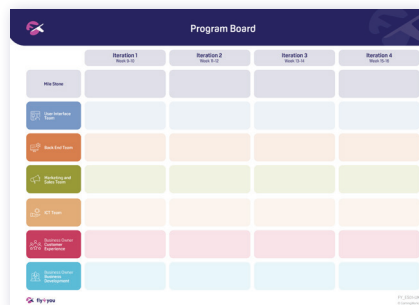 Program Board
Iteration 1
Week 9-10
Iteration 2
Week 11-12
Iteration 3
Week 13-14
Iteration 4
Week 15-16
Mile Stone
User-Interface
Team
Back End Team
Marketing and
Sales Team
ICT Team
Business Owner
Customer
Experience
Business Owner
Business
Development
fly4you